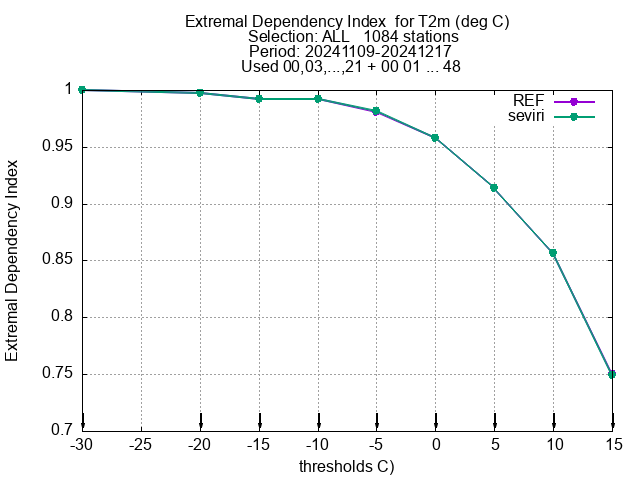 Extremal Dependency Index  for T2m (deg C)
Selection: ALL   1084 stations
Period: 20241109-20241217
Used 00,03,...,21 + 00 01 ... 48
REF
seviri
Extremal Dependency Index
1
0.95
0.9
0.85
0.8
0.75
0.7
-30 -25 -20 -15 -10 -5 0 5 10 15
thresholds C)